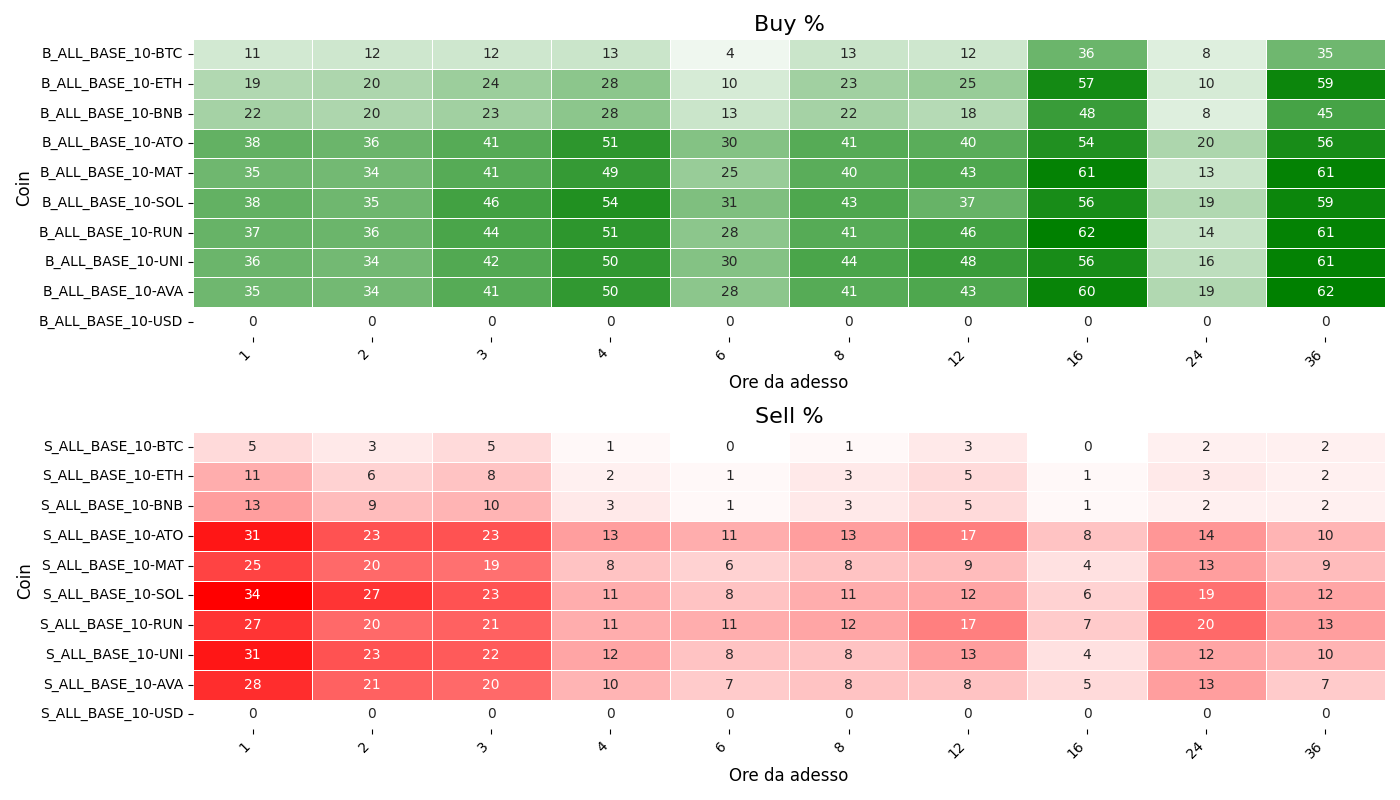 Buy %
Coin
B_ALL_BASE_10-BTC 11 12 12 13 4 13 12 36 8 35
B_ALL_BASE_10-ETH 19 20 24 28 10 23 25 57 10 59
B_ALL_BASE_10-BNB 22 20 23 28 13 22 18 48 8 45
B_ALL_BASE_10-ATO 38 36 41 51 30 41 40 54 20 56
B_ALL_BASE_10-MAT 35 34 41 49 25 40 43 61 13 61
B_ALL_BASE_10-SOL 38 35 46 54 31 43 37 56 19 59
B_ALL_BASE_10-RUN 37 36 44 51 28 41 46 62 14 61
B_ALL_BASE_10-UNI 36 34 42 50 30 44 48 56 16 61
B_ALL_BASE_10-AVA 35 34 41 50 28 41 43 60 19 62
B_ALL_BASE_10-USD 0 0 0 0 0 0 0 0 0 0
1 2 3 4 6 8 12 16 24 36
Ore da adesso
Sell %
Coin
S_ALL_BASE_10-BTC 5 3 5 1 0 1 3 0 2 2
S_ALL_BASE_10-ETH 11 6 8 2 1 3 5 1 3 2
S_ALL_BASE_10-BNB 13 9 10 3 1 3 5 1 2 2
S_ALL_BASE_10-ATO 31 23 23 13 11 13 17 8 14 10
S_ALL_BASE_10-MAT 25 20 19 8 6 8 9 4 13 9
S_ALL_BASE_10-SOL 34 27 23 11 8 11 12 6 19 12
S_ALL_BASE_10-RUN 27 20 21 11 11 12 17 7 20 13
S_ALL_BASE_10-UNI 31 23 22 12 8 8 13 4 12 10
S_ALL_BASE_10-AVA 28 21 20 10 7 8 8 5 13 7
S_ALL_BASE_10-USD 0 0 0 0 0 0 0 0 0 0
1 2 3 4 6 8 12 16 24 36
Ore da adesso